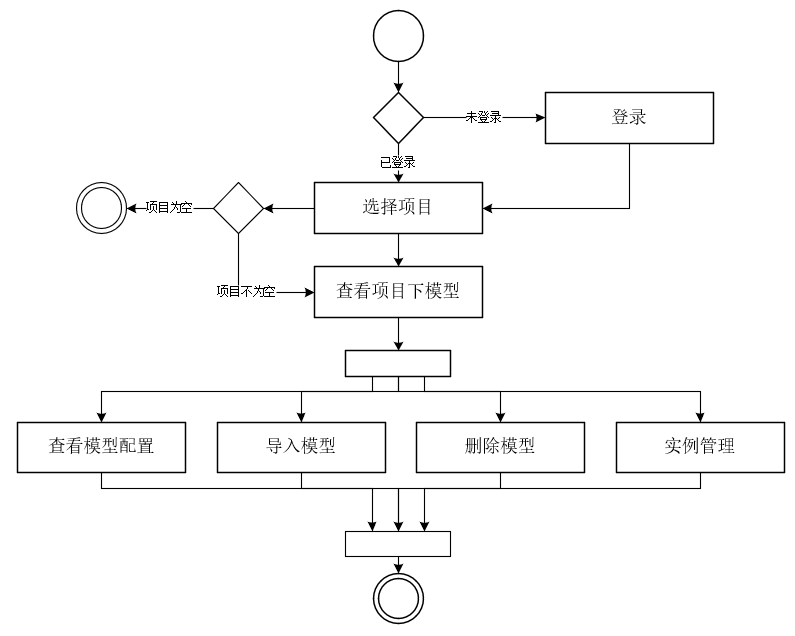 未登录
登录
已登录
项目为空
选择项目
项目不为空
查看项目下模型
查看模型配置
导入模型
删除模型
实例管理